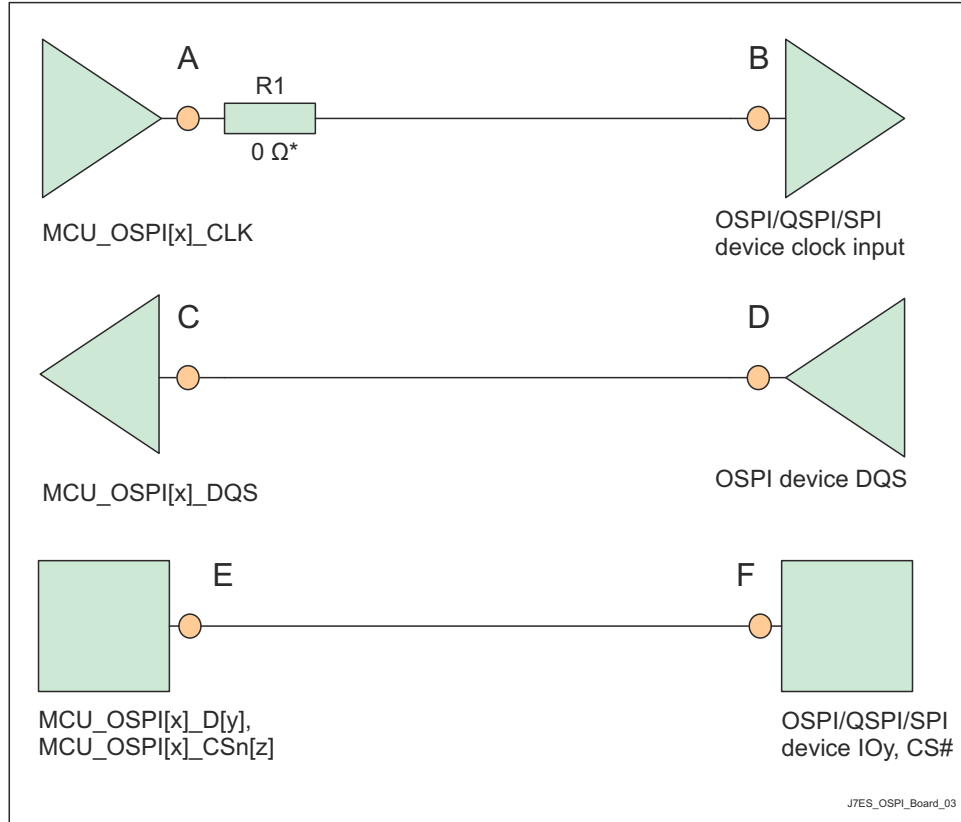 A
B
R1
0 Ω*
MCU_OSPI[x]_CLK
OSPI/QSPI/SPI
device clock input
C
D
MCU_OSPI[x]_DQS
OSPI device DQS
E
F
MCU_OSPI[x]_D[y],
MCU_OSPI[x]_CSn[z]
OSPI/QSPI/SPI
device IOy, CS#
J7ES_OSPI_Board_03